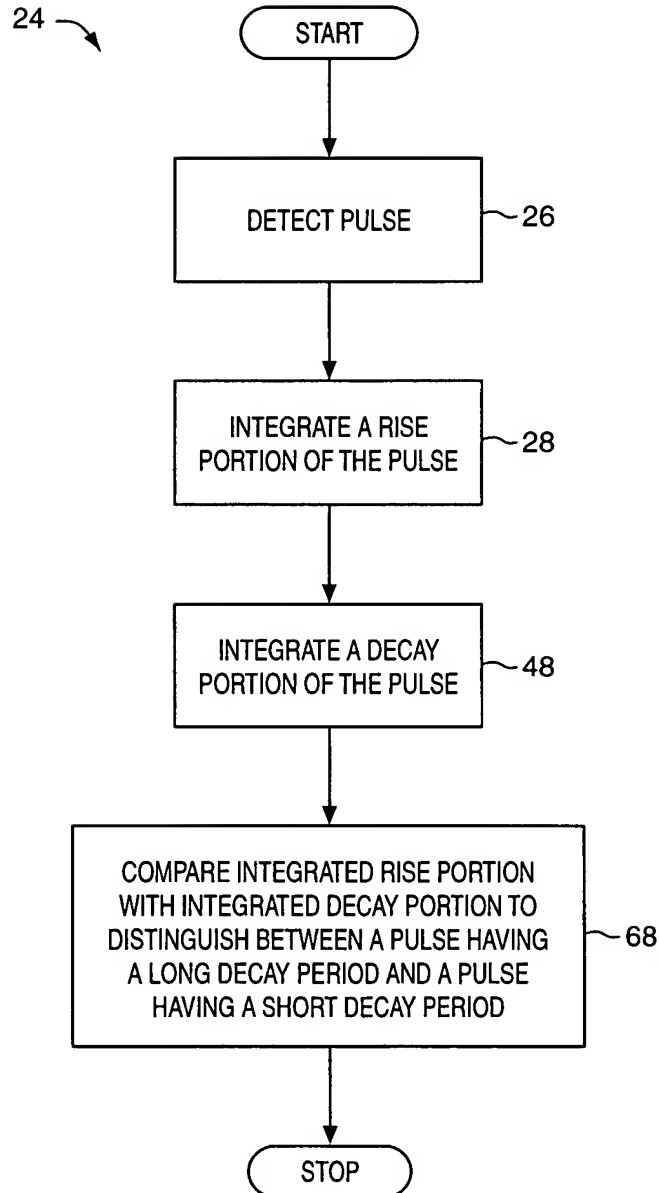 24
START
DETECT PULSE
26
INTEGRATE A RISE
PORTION OF THE PULSE
28
INTEGRATE A DECAY
PORTION OF THE PULSE
48
COMPARE INTEGRATED RISE PORTION
WITH INTEGRATED DECAY PORTION TO
DISTINGUISH BETWEEN A PULSE HAVING
A LONG DECAY PERIOD AND A PULSE
HAVING A SHORT DECAY PERIOD
68
STOP